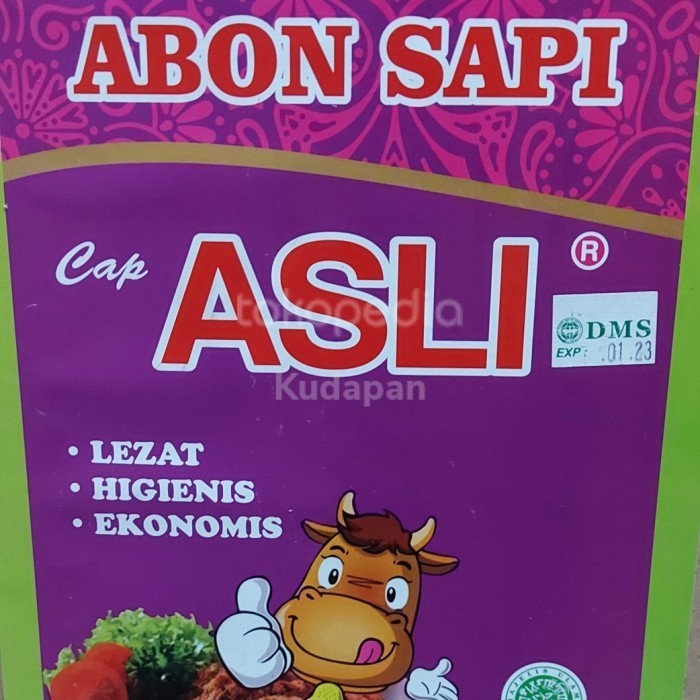 ABON SAPI
Cap ASLI ®
tokopedia
DMS
EXP: .01.23
Kudapan
• LEZAT
• HIGIENIS
• EKONOMIS